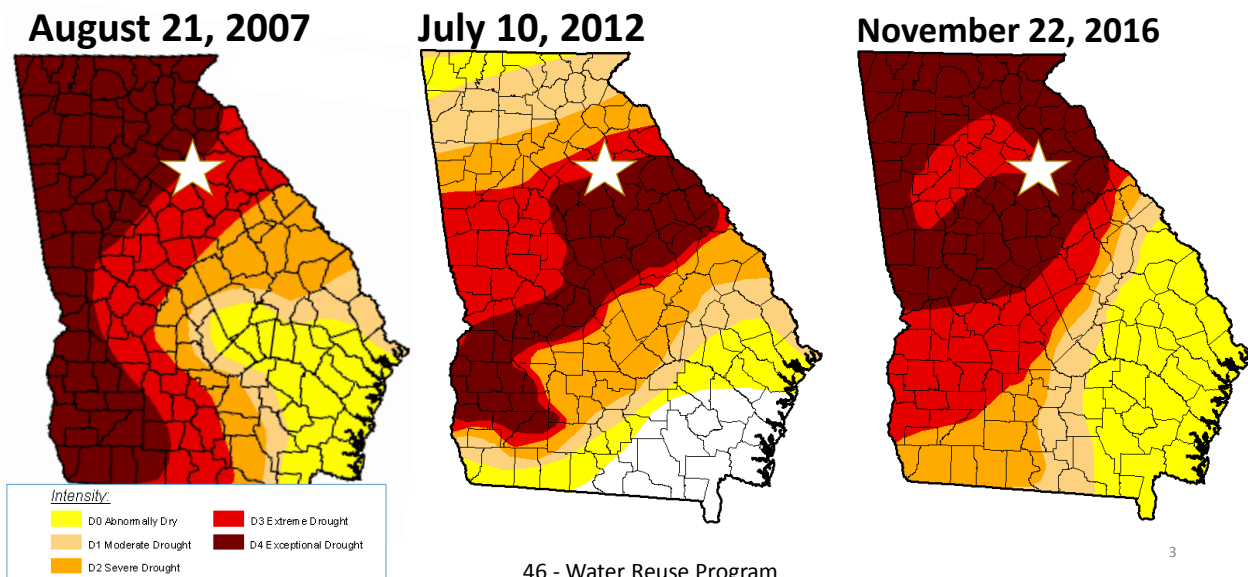 August 21, 2007
July 10, 2012
November 22, 2016
Intensity:
D0 Abnormally Dry
D3 Extreme Drought
D1 Moderate Drought
D4 Exceptional Drought
D2 Severe Drought
46 - Water Reuse Program
3